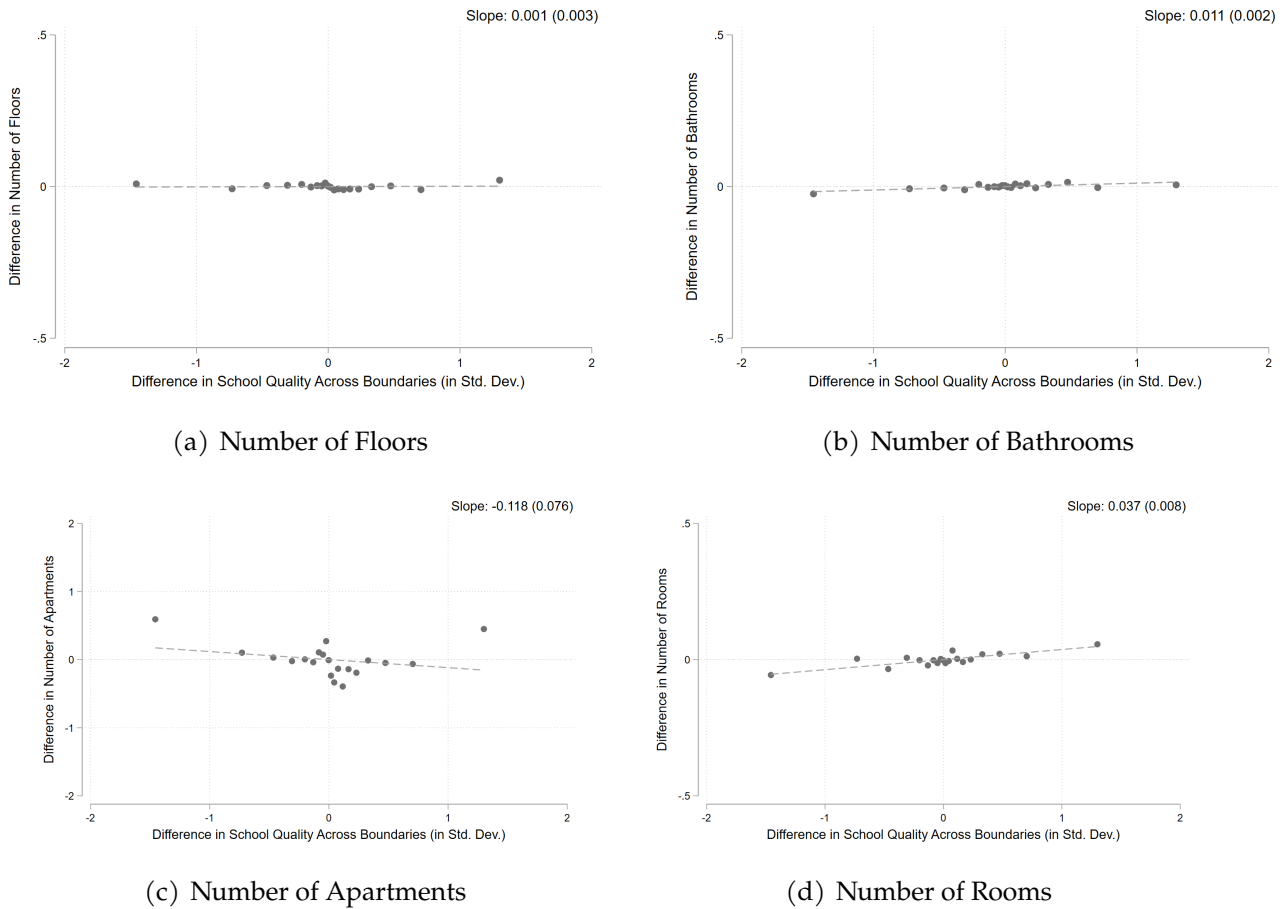 Slope: 0.001 (0.003)
Difference in Number of Floors
.5
0
-.5
-2 -1 0 1 2
Difference in School Quality Across Boundaries (in Std. Dev.)
(a) Number of Floors
Slope: 0.011 (0.002)
Difference in Number of Bathrooms
.5
0
-.5
-2 -1 0 1 2
Difference in School Quality Across Boundaries (in Std. Dev.)
(b) Number of Bathrooms
Slope: -0.118 (0.076)
Difference in Number of Apartments
2
1
0
-1
-2
-2 -1 0 1 2
Difference in School Quality Across Boundaries (in Std. Dev.)
(c) Number of Apartments
Slope: 0.037 (0.008)
Difference in Number of Rooms
.5
0
-.5
-2 -1 0 1 2
Difference in School Quality Across Boundaries (in Std. Dev.)
(d) Number of Rooms